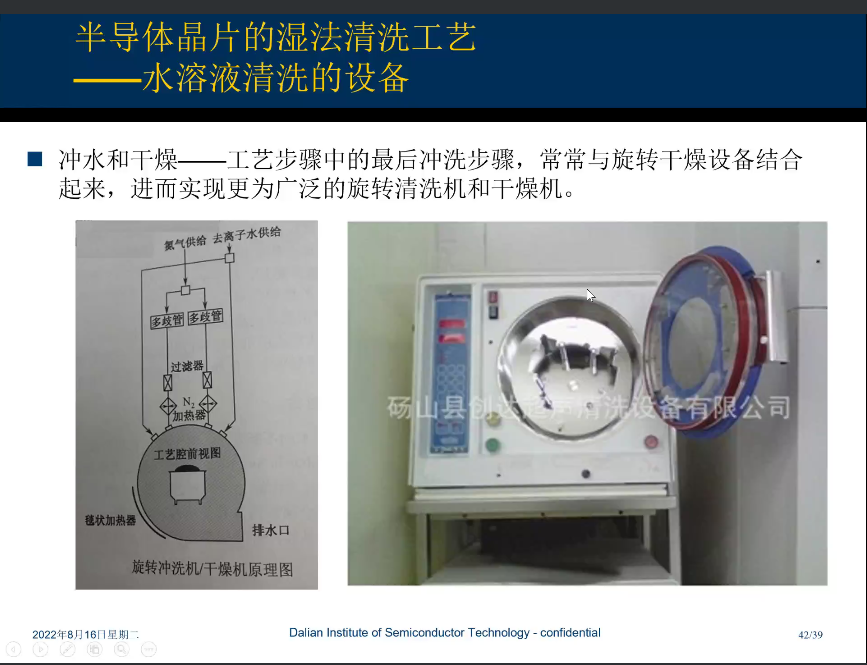 半导体晶片的湿法清洗工艺
——水溶液清洗的设备
冲水和干燥——工艺步骤中的最后冲洗步骤，常常与旋转干燥设备结合
起来，进而实现更为广泛的旋转清洗机和干燥机。
氮气供给 去离子水供给
多歧管 多歧管
过滤器
N2
加热器
工艺腔前视图
毯状加热器
排水口
旋转冲洗机/干燥机原理图
砀山县创达超声清洗设备有限公司
2022年8月16日星期二
Dalian Institute of Semiconductor Technology - confidential
42/39